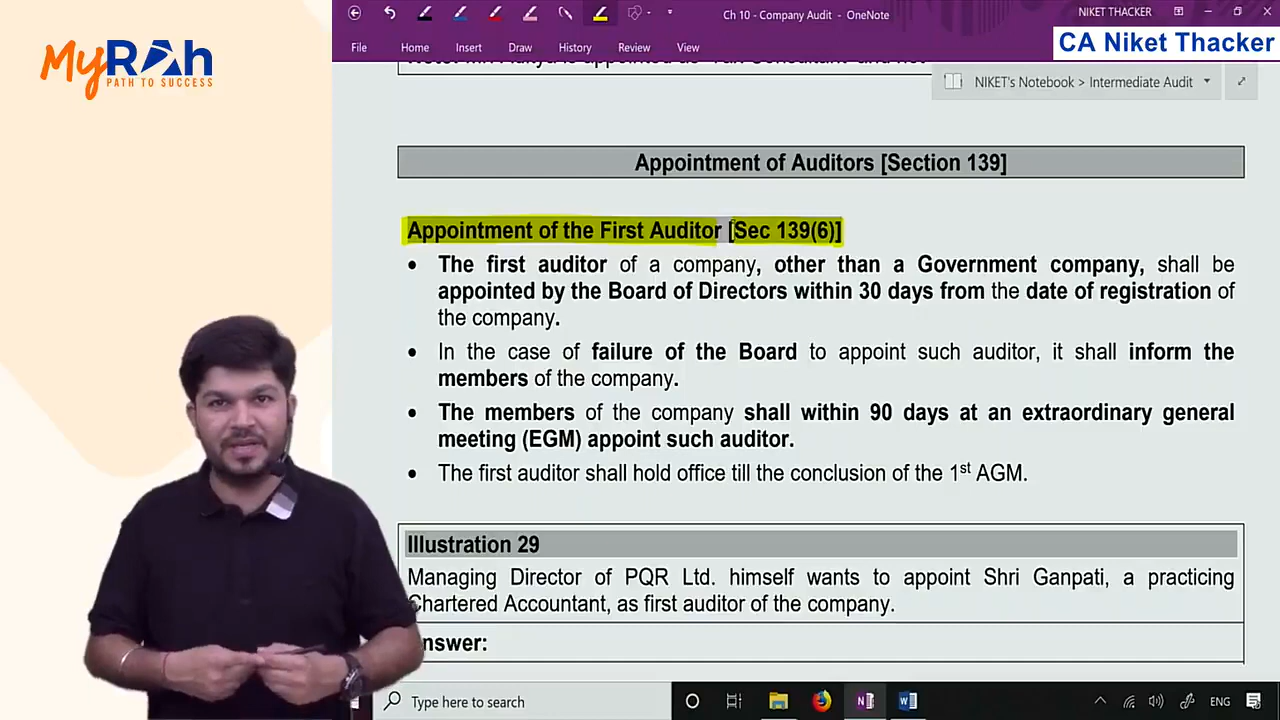 MyRAh
PATH TO SUCCESS
Ch 10 - Company Audit - OneNote
NIKET THACKER
CA Niket Thacker
File Home Insert Draw History Review View
NIKET's Notebook > Intermediate Audit
Appointment of Auditors [Section 139]
Appointment of the First Auditor [Sec 139(6)]
• The first auditor of a company, other than a Government company, shall be
appointed by the Board of Directors within 30 days from the date of registration of
the company.
• In the case of failure of the Board to appoint such auditor, it shall inform the
members of the company.
• The members of the company shall within 90 days at an extraordinary general
meeting (EGM) appoint such auditor.
• The first auditor shall hold office till the conclusion of the 1st AGM.
Illustration 29
Managing Director of PQR Ltd. himself wants to appoint Shri Ganpati, a practicing
Chartered Accountant, as first auditor of the company.
nswer:
Type here to search
ENG